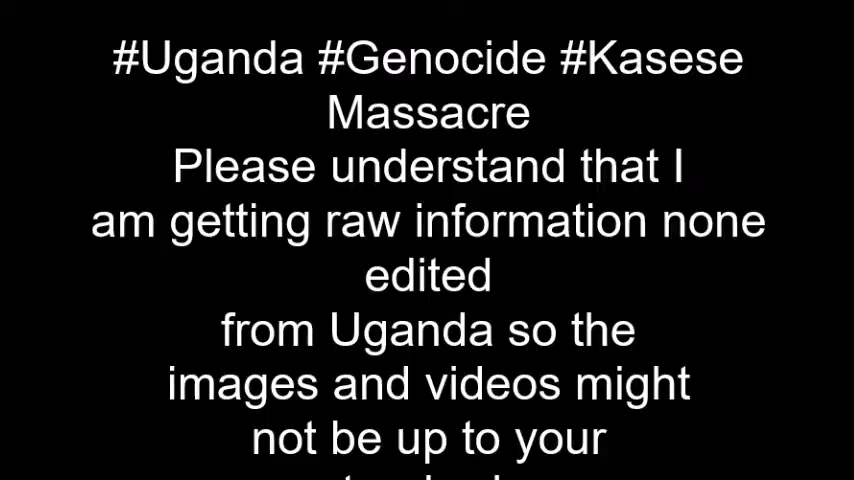 #Uganda #Genocide #Kasese
Massacre
Please understand that I
am getting raw information none
edited
from Uganda so the
images and videos might
not be up to your